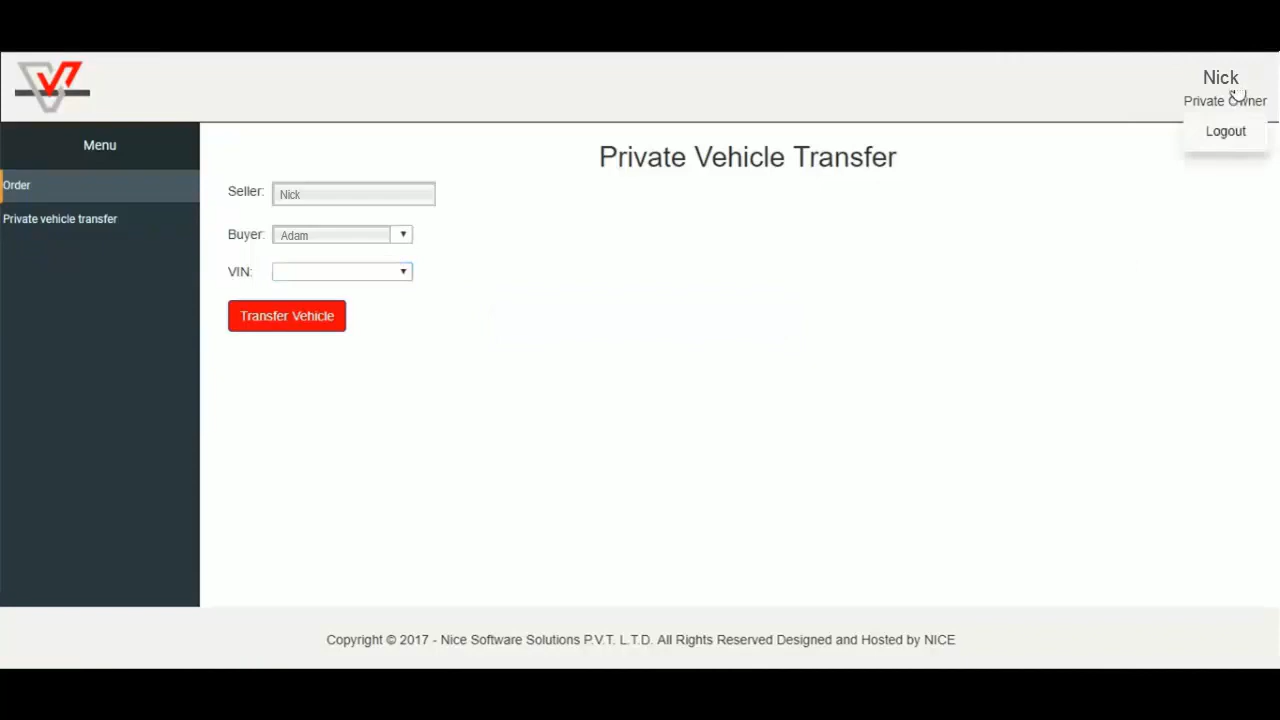 Nick
Private Owner
Logout
Menu
Order
Private vehicle transfer
Private Vehicle Transfer
Seller: Nick
Buyer: Adam
VIN:
Transfer Vehicle
Copyright © 2017 - Nice Software Solutions P.V.T. L.T.D. All Rights Reserved Designed and Hosted by NICE